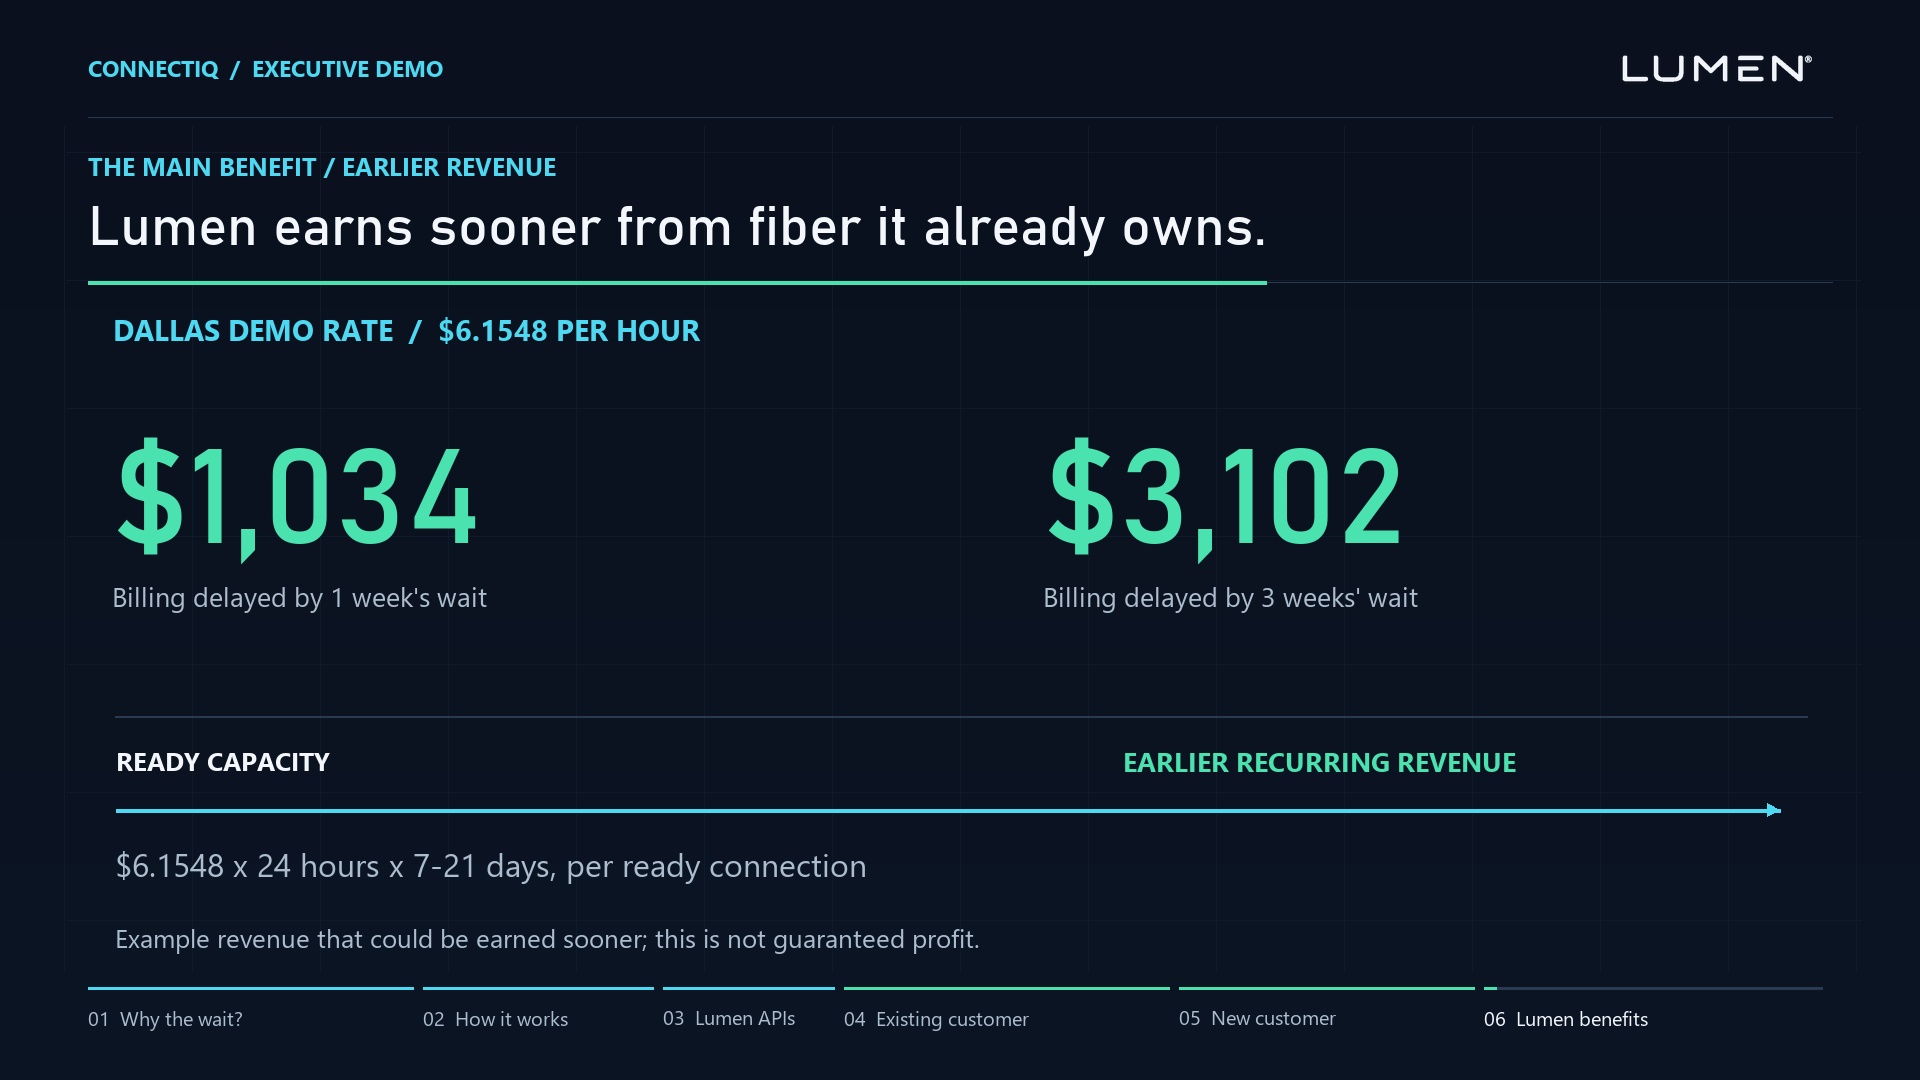 CONNECTIQ / EXECUTIVE DEMO
LUMEN®
THE MAIN BENEFIT / EARLIER REVENUE
Lumen earns sooner from fiber it already owns.
DALLAS DEMO RATE / $6.1548 PER HOUR
$1,034
Billing delayed by 1 week's wait
$3,102
Billing delayed by 3 weeks' wait
READY CAPACITY
EARLIER RECURRING REVENUE
$6.1548 x 24 hours x 7-21 days, per ready connection
Example revenue that could be earned sooner; this is not guaranteed profit.
01 Why the wait?
02 How it works
03 Lumen APIs
04 Existing customer
05 New customer
06 Lumen benefits